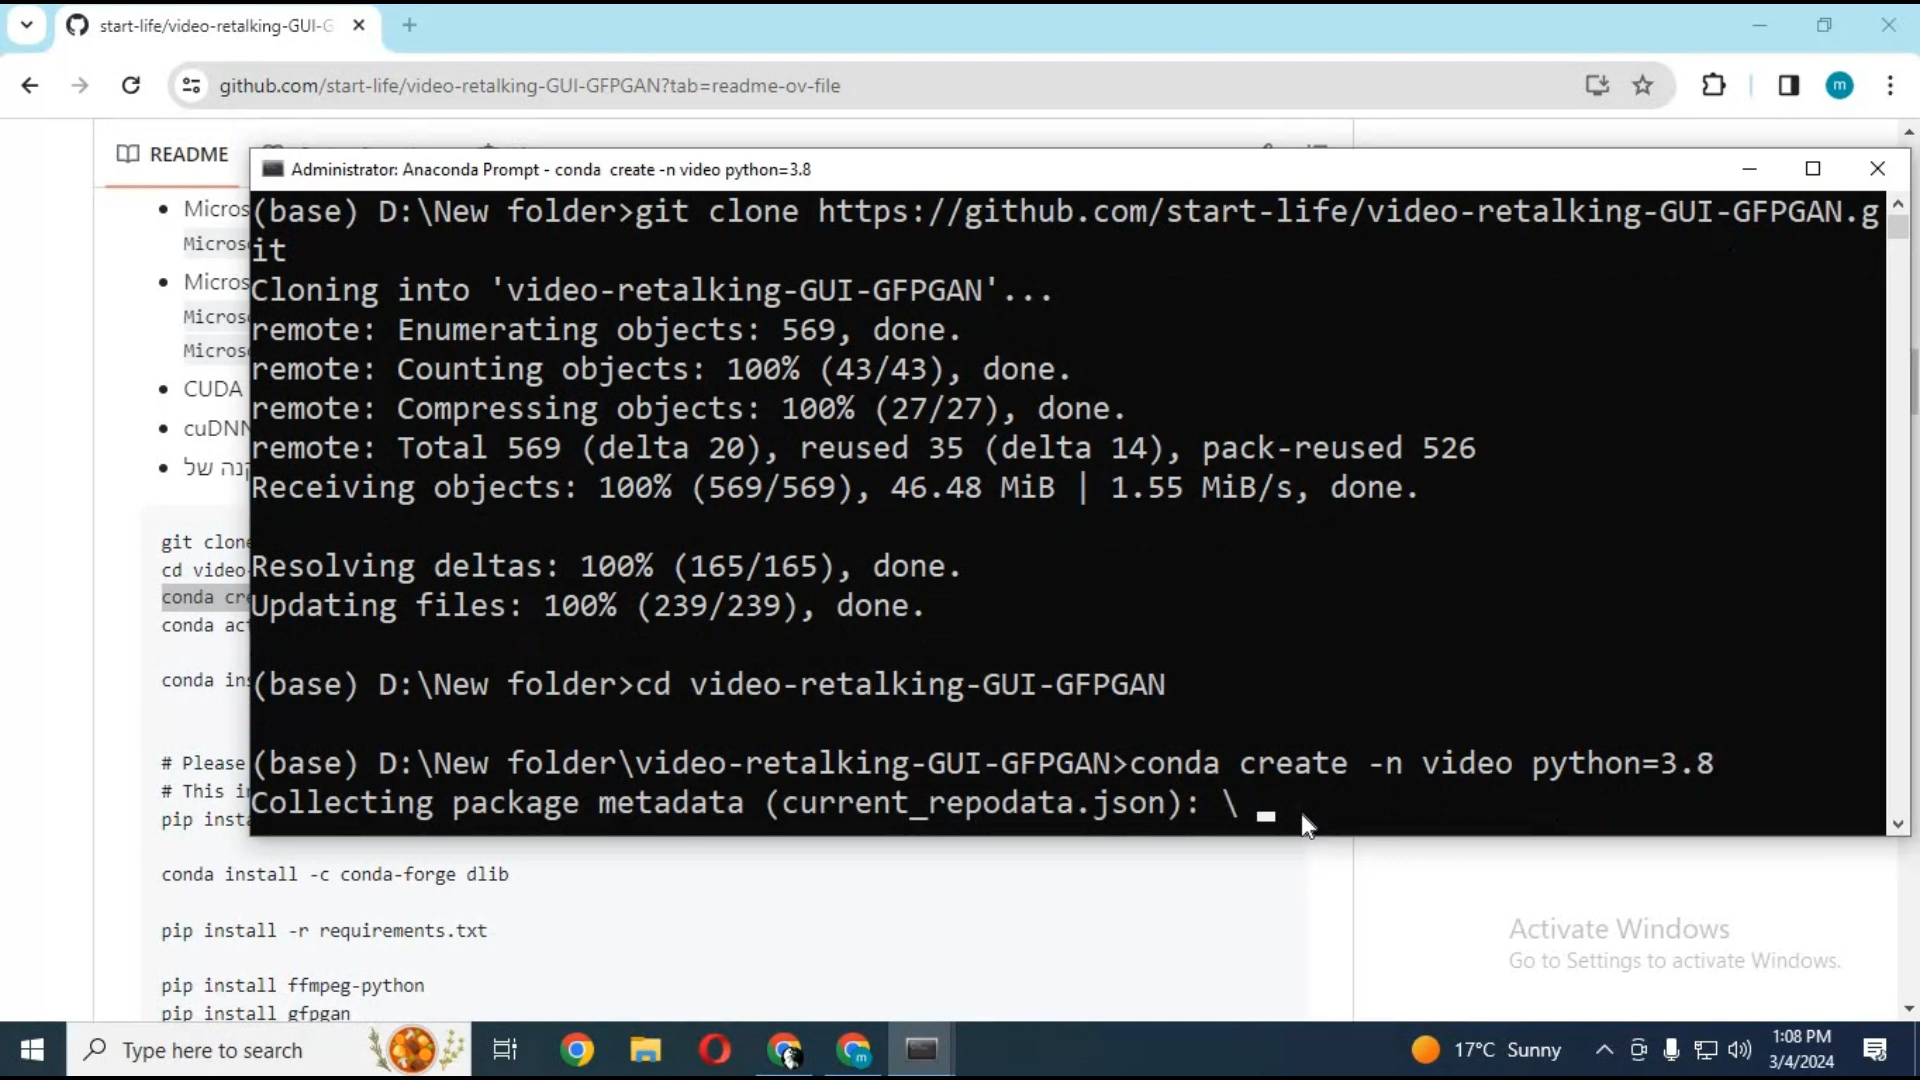 start-life/video-retalking-GUI-G
github.com/start-life/video-retalking-GUI-GFPGAN?tab=readme-ov-file
m
README
Administrator: Anaconda Prompt - conda  create -n video python=3.8
(base) D:\New folder>git clone https://github.com/start-life/video-retalking-GUI-GFPGAN.g
it
Cloning into 'video-retalking-GUI-GFPGAN'...
remote: Enumerating objects: 569, done.
remote: Counting objects: 100% (43/43), done.
remote: Compressing objects: 100% (27/27), done.
remote: Total 569 (delta 20), reused 35 (delta 14), pack-reused 526
Receiving objects: 100% (569/569), 46.48 MiB | 1.55 MiB/s, done.
Resolving deltas: 100% (165/165), done.
Updating files: 100% (239/239), done.
(base) D:\New folder>cd video-retalking-GUI-GFPGAN
(base) D:\New folder\video-retalking-GUI-GFPGAN>conda create -n video python=3.8
Collecting package metadata (current_repodata.json): \
Micros
Micros
Micros
Micros
Micros
CUDA
cuDNN
קנה של
git clone
cd video-
conda cre
conda act
conda ins
# Please
# This in
pip insta
conda install -c conda-forge dlib
pip install -r requirements.txt
pip install ffmpeg-python
pip install gfpgan
Activate Windows
Go to Settings to activate Windows.
Type here to search
m
17°C Sunny
1:08 PM
3/4/2024